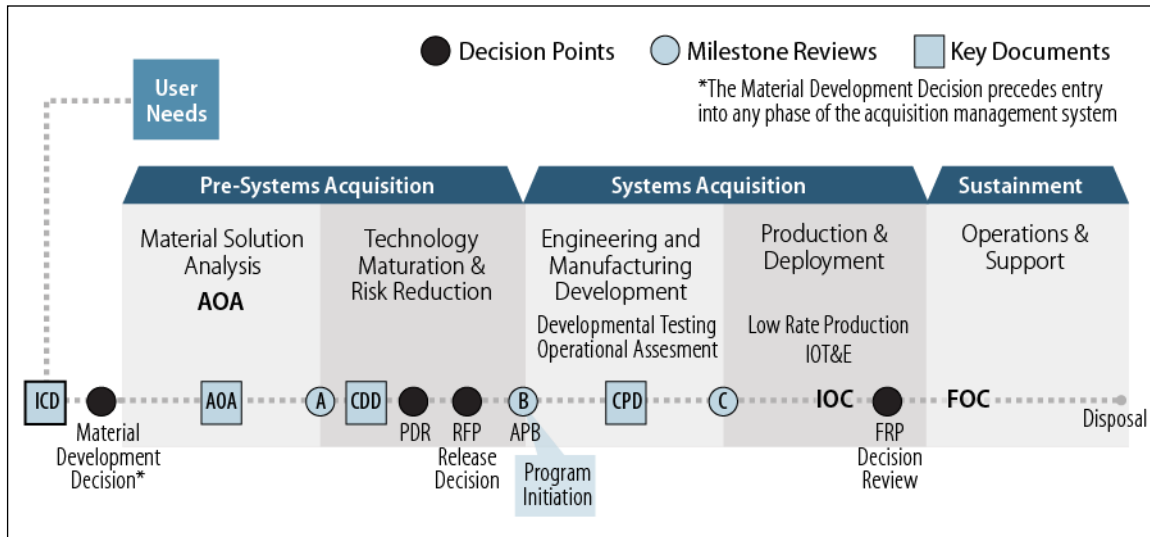 Decision Points
Milestone Reviews
Key Documents
*The Material Development Decision precedes entry
into any phase of the acquisition management system
User
Needs
Pre-Systems Acquisition
Systems Acquisition
Sustainment
Material Solution
Analysis
AOA
Technology
Maturation &
Risk Reduction
Engineering and
Manufacturing
Development
Developmental Testing
Operational Assesment
Production &
Deployment
Low Rate Production
IOT&E
Operations &
Support
ICD
AOA
A
CDD
B
CPD
C
IOC
FOC
Disposal
Material
Development
Decision*
PDR
RFP
Release
Decision
APB
Program
Initiation
FRP
Decision
Review